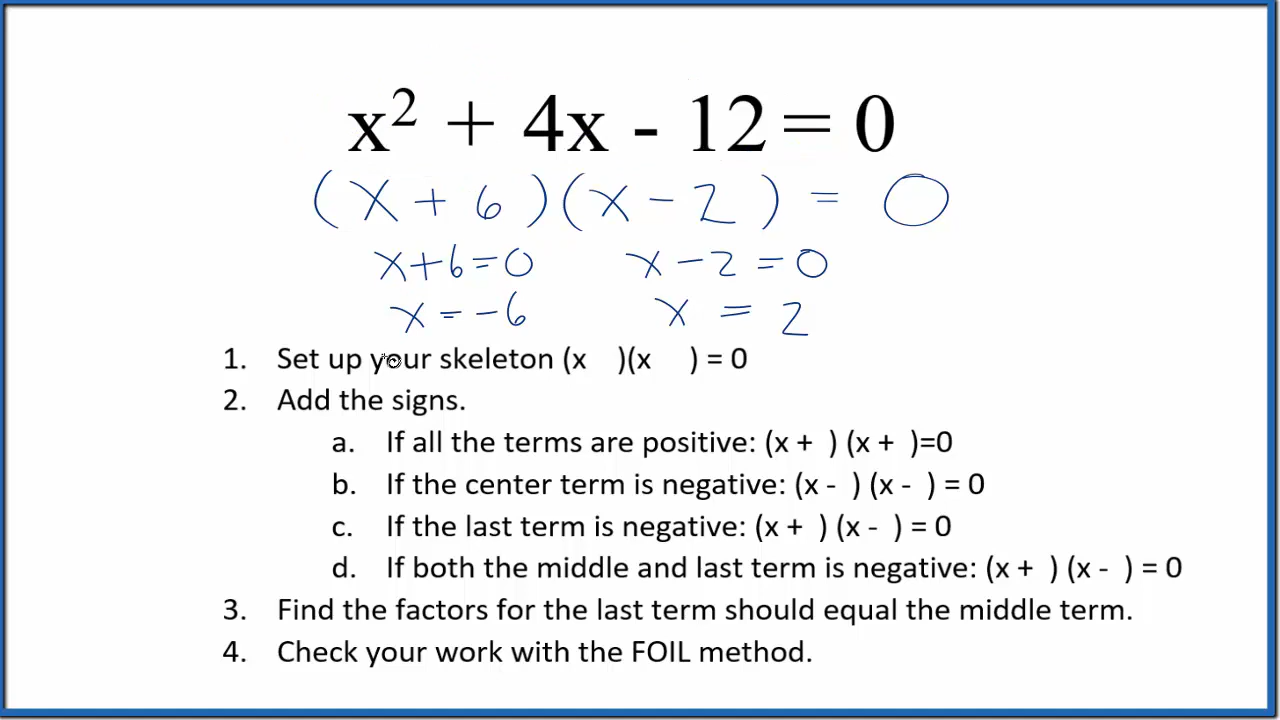 x² + 4x - 12 = 0
(x + 6)(x - 2) = 0
x+6=0 x-2=0
x=-6 x = 2
1. Set up your skeleton (x )(x ) = 0
2. Add the signs.
a. If all the terms are positive: (x + ) (x + )=0
b. If the center term is negative: (x - ) (x - ) = 0
c. If the last term is negative: (x + ) (x - ) = 0
d. If both the middle and last term is negative: (x + ) (x - ) = 0
3. Find the factors for the last term should equal the middle term.
4. Check your work with the FOIL method.